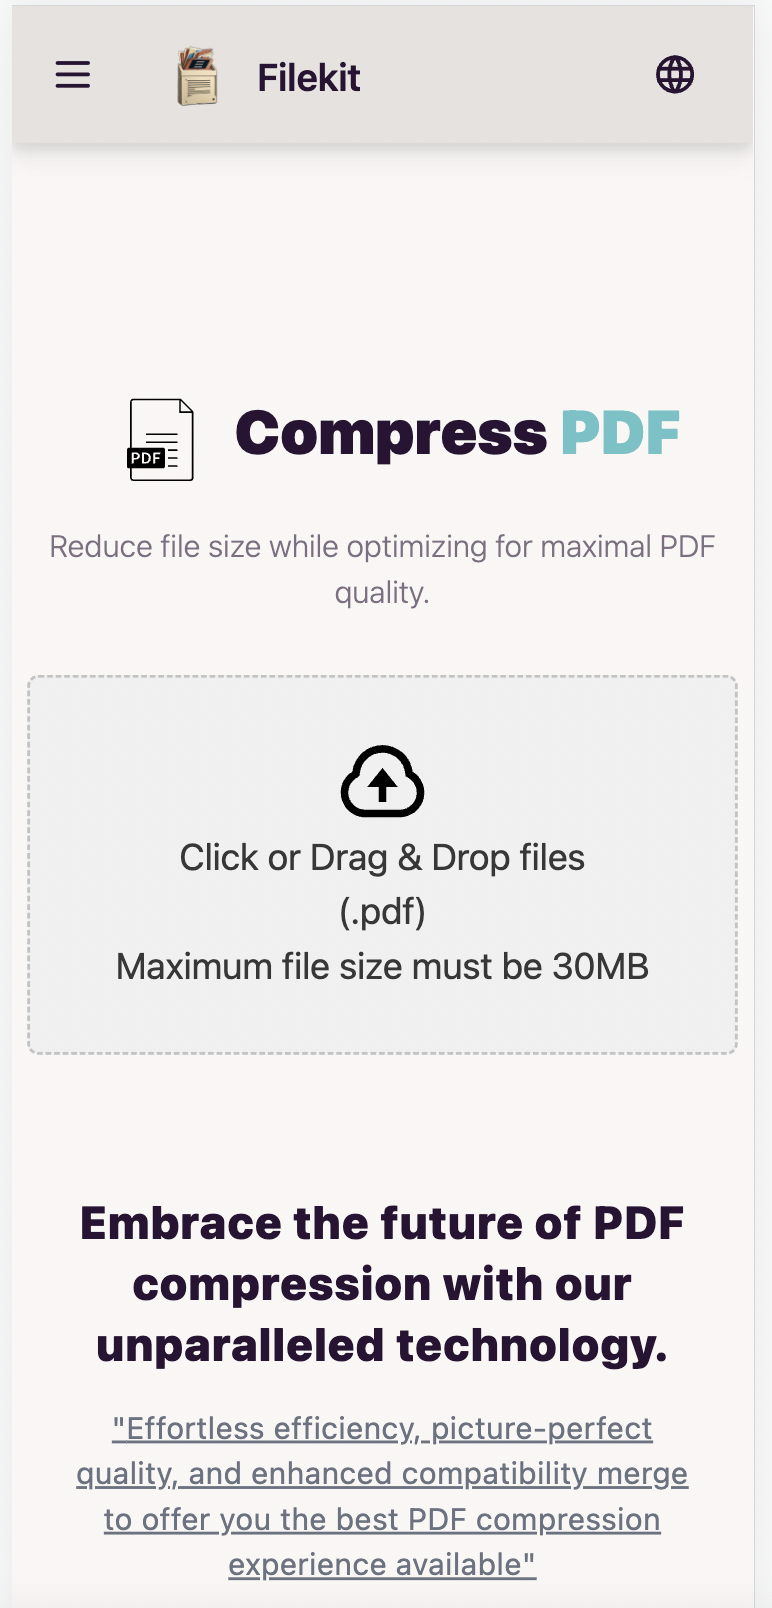 Filekit
Compress PDF
PDF
Reduce file size while optimizing for maximal PDF
quality.
Click or Drag & Drop files
(.pdf)
Maximum file size must be 30MB
Embrace the future of PDF
compression with our
unparalleled technology.
"Effortless efficiency, picture-perfect
quality, and enhanced compatibility merge
to offer you the best PDF compression
experience available"